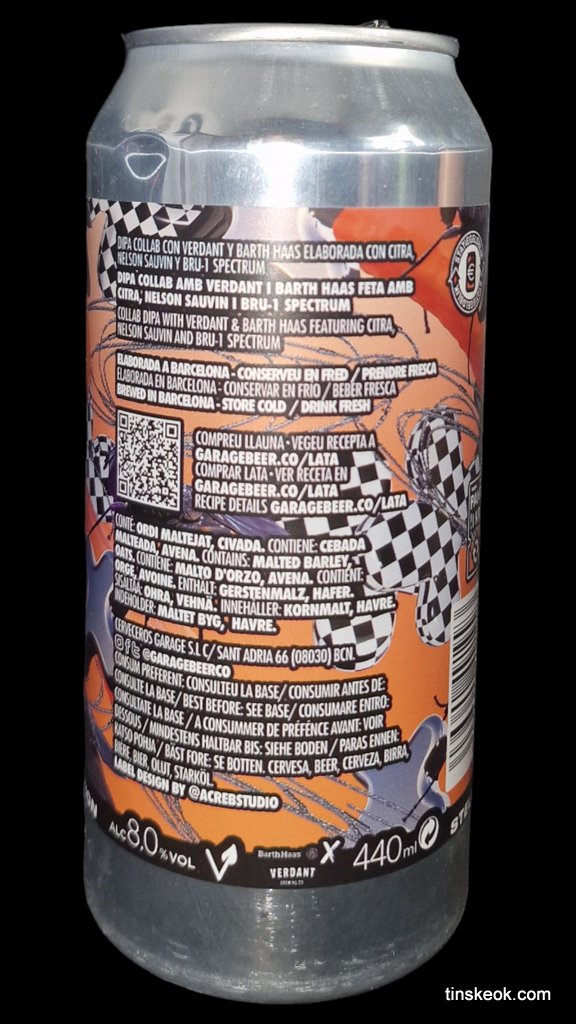 DIPA COLLAB CON VERDANT Y BARTH HAAS ELABORADA CON CITRA,
NELSON SAUVIN Y BRU-1 SPECTRUM
DIPA COLLAB AMB VERDANT I BARTH HAAS FETA AMB
CITRA, NELSON SAUVIN I BRU-1 SPECTRUM
COLLAB DIPA WITH VERDANT & BARTH HAAS FEATURING CITRA,
NELSON SAUVIN AND BRU-1 SPECTRUM
ELABORADA A BARCELONA - CONSERVEU EN FRED / PRENDRE FRESCA
ELABORADA EN BARCELONA - CONSERVAR EN FRIO / BEBER FRESCA
BREWED IN BARCELONA - STORE COLD / DRINK FRESH
COMPREU LLAUNA - VEGEU RECEPTA A
GARAGEBEER.CO/LATA
COMPRAR LATA - VER RECETA EN
GARAGEBEER.CO/LATA
RECIPE DETAILS GARAGEBEER.CO/LATA
CONTÉ: ORDI MALTEJAT, CIVADA. CONTIENE: CEBADA
MALTEADA, AVENA. CONTAINS: MALTED BARLEY,
OATS. CONTIENE: MALTO D'ORZO, AVENA. CONTIENT:
ORGE, AVOINE. ENTHALT: GERSTENMALZ, HAFER.
SISALTAA: OHRA, VEHNÄ. INNEHALLER: KORNMALT, HAVRE.
INDEHOLDER: MALTET BYG, HAVRE.
CERVECEROS GARAGE S.L C/ SANT ADRIA 66 (08030) BCN.
@GARAGEBEERCO
CONSUM PREFERENT: CONSULTEU LA BASE/ CONSUMIR ANTES DE:
CONSULTE LA BASE/ BEST BEFORE: SEE BASE/ CONSUMARE ENTRO:
CONSULTATE LA BASE/ A CONSUMMER DE PRÉFÉNCE AVANT: VOIR
DESSOUS / MINDESTENS HALTBAR BIS: SIEHE BODEN / PARAS ENNEN:
KATSO POHJA / BÄST FORE: SE BOTTEN. CERVESA, BEER, CERVEZA, BIRRA,
BIÈRE, BIER, OLUT, STARKÖL.
LABEL DESIGN BY @ACREBSTUDIO
ALC 8.0 % VOL
BarthHaas X
VERDANT
BREWING CO
440 ml
tinskeok.com